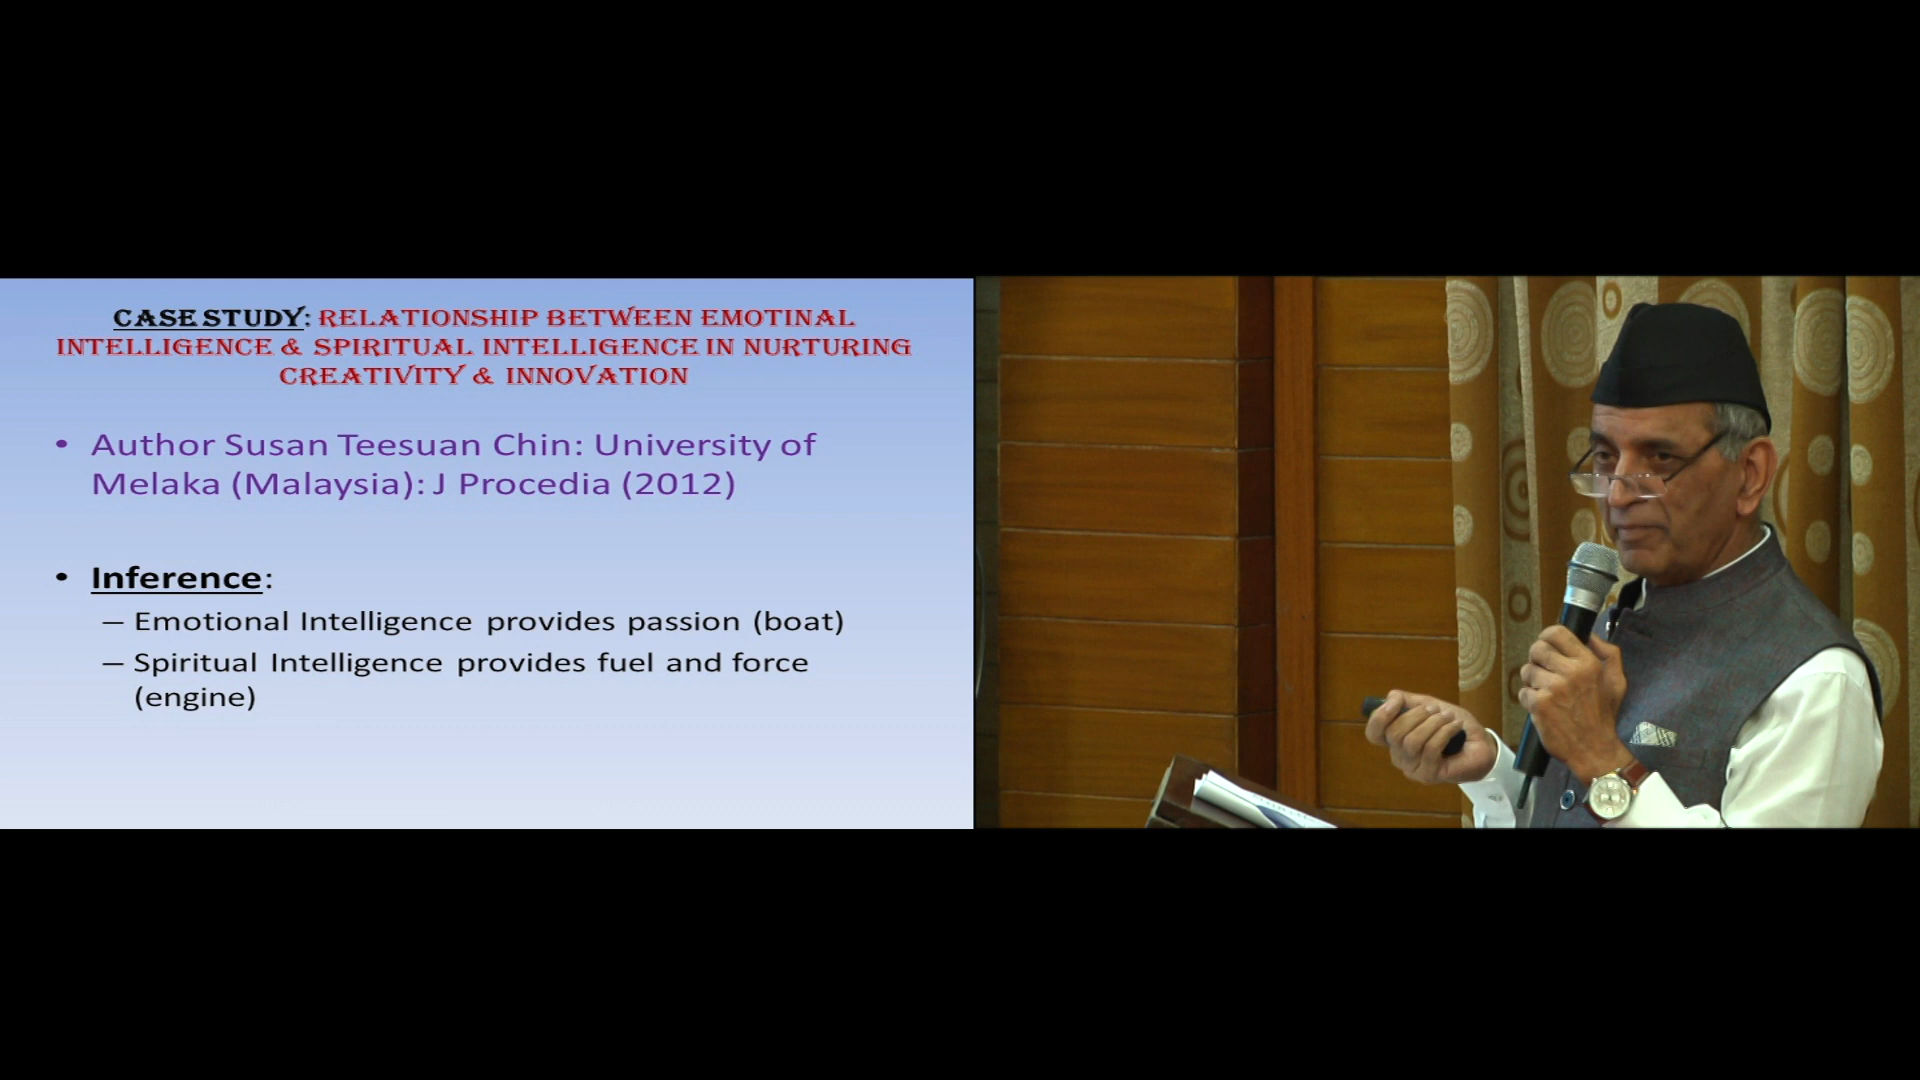 CASE STUDY: RELATIONSHIP BETWEEN EMOTINAL
INTELLIGENCE & SPIRITUAL INTELLIGENCE IN NURTURING
CREATIVITY & INNOVATION
• Author Susan Teesuan Chin: University of
Melaka (Malaysia): J Procedia (2012)
• Inference:
– Emotional Intelligence provides passion (boat)
– Spiritual Intelligence provides fuel and force
(engine)